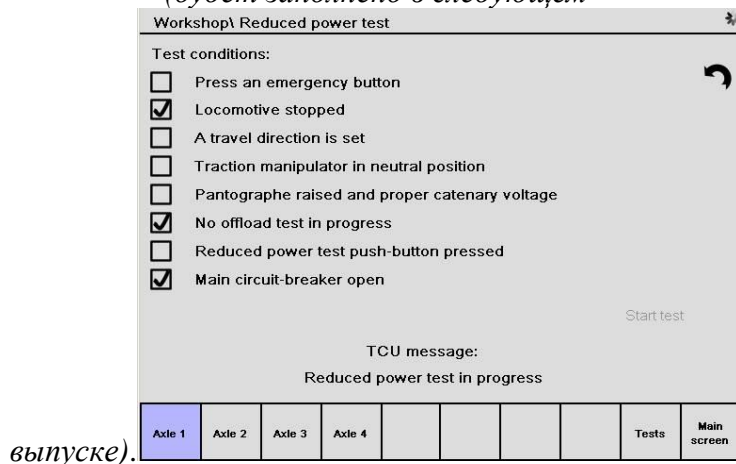 (будет заполнено в следующем
Workshop\ Reduced power test
Test conditions:
Press an emergency button
Locomotive stopped
A travel direction is set
Traction manipulator in neutral position
Pantographe raised and proper catenary voltage
No offload test in progress
Reduced power test push-button pressed
Main circuit-breaker open
Start test
TCU message:
Reduced power test in progress
Axle 1 Axle 2 Axle 3 Axle 4 Tests Main screen
выпуске).